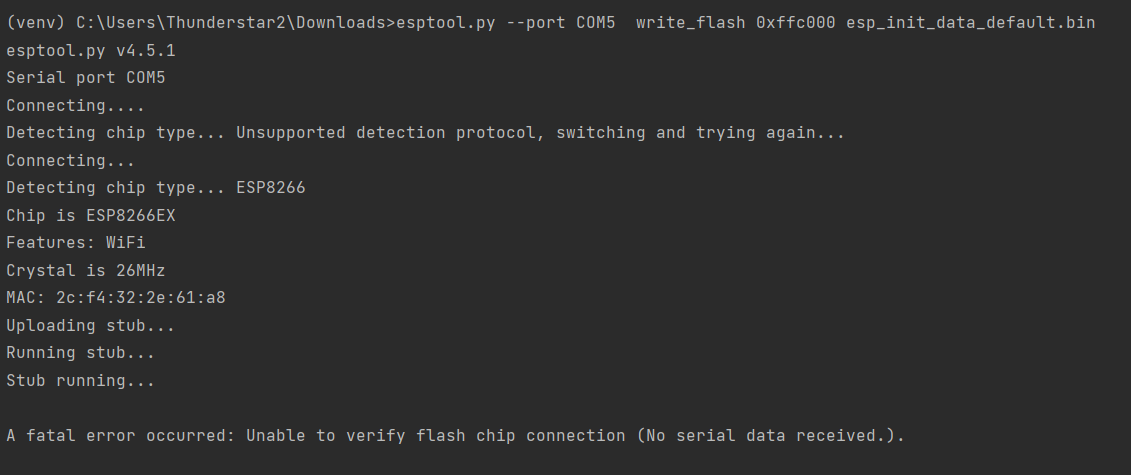 (venv) C:\Users\Thunderstar2\Downloads>esptool.py --port COM5  write_flash 0xffc000 esp_init_data_default.bin
esptool.py v4.5.1
Serial port COM5
Connecting....
Detecting chip type... Unsupported detection protocol, switching and trying again...
Connecting...
Detecting chip type... ESP8266
Chip is ESP8266EX
Features: WiFi
Crystal is 26MHz
MAC: 2c:f4:32:2e:61:a8
Uploading stub...
Running stub...
Stub running...
A fatal error occurred: Unable to verify flash chip connection (No serial data received.).